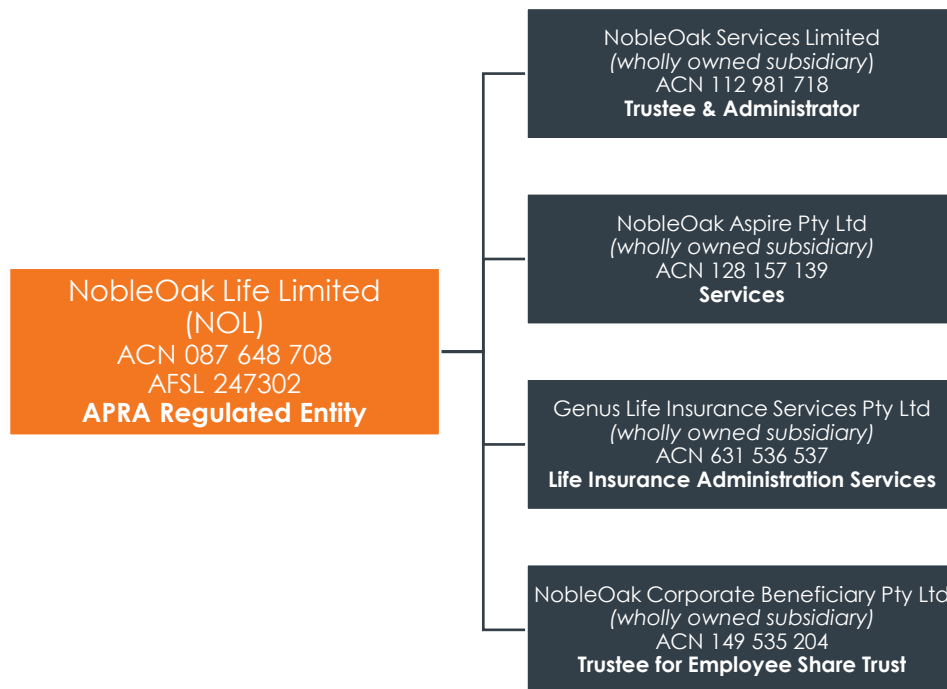 NobleOak Life Limited
(NOL)
ACN 087 648 708
AFSL 247302
APRA Regulated Entity
NobleOak Services Limited
(wholly owned subsidiary)
ACN 112 981 718
Trustee & Administrator
NobleOak Aspire Pty Ltd
(wholly owned subsidiary)
ACN 128 157 139
Services
Genus Life Insurance Services Pty Ltd
(wholly owned subsidiary)
ACN 631 536 537
Life Insurance Administration Services
NobleOak Corporate Beneficiary Pty Ltd
(wholly owned subsidiary)
ACN 149 535 204
Trustee for Employee Share Trust